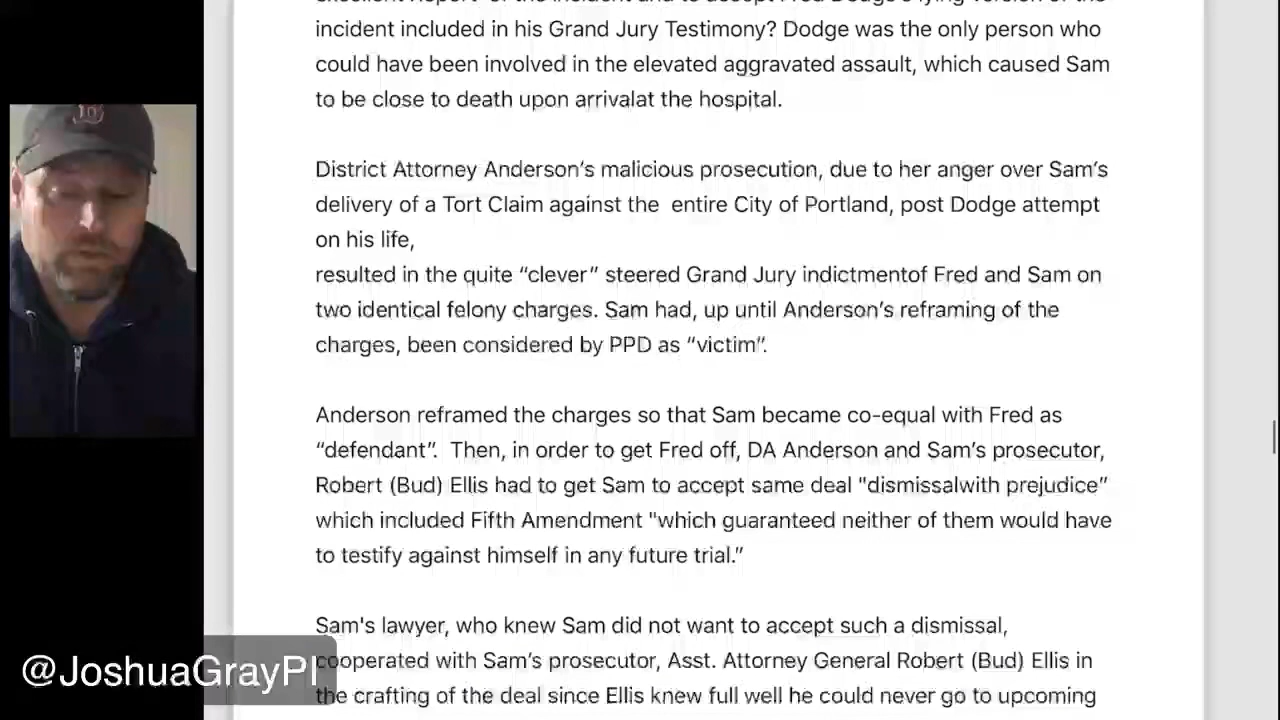 incident included in his Grand Jury Testimony? Dodge was the only person who
could have been involved in the elevated aggravated assault, which caused Sam
to be close to death upon arrivalat the hospital.
District Attorney Anderson’s malicious prosecution, due to her anger over Sam’s
delivery of a Tort Claim against the  entire City of Portland, post Dodge attempt
on his life,
resulted in the quite “clever” steered Grand Jury indictmentof Fred and Sam on
two identical felony charges. Sam had, up until Anderson’s reframing of the
charges, been considered by PPD as “victim”.
Anderson reframed the charges so that Sam became co-equal with Fred as
“defendant”.  Then, in order to get Fred off, DA Anderson and Sam’s prosecutor,
Robert (Bud) Ellis had to get Sam to accept same deal "dismissalwith prejudice”
which included Fifth Amendment "which guaranteed neither of them would have
to testify against himself in any future trial.”
Sam's lawyer, who knew Sam did not want to accept such a dismissal,
cooperated with Sam’s prosecutor, Asst. Attorney General Robert (Bud) Ellis in
the crafting of the deal since Ellis knew full well he could never go to upcoming
@JoshuaGrayPI